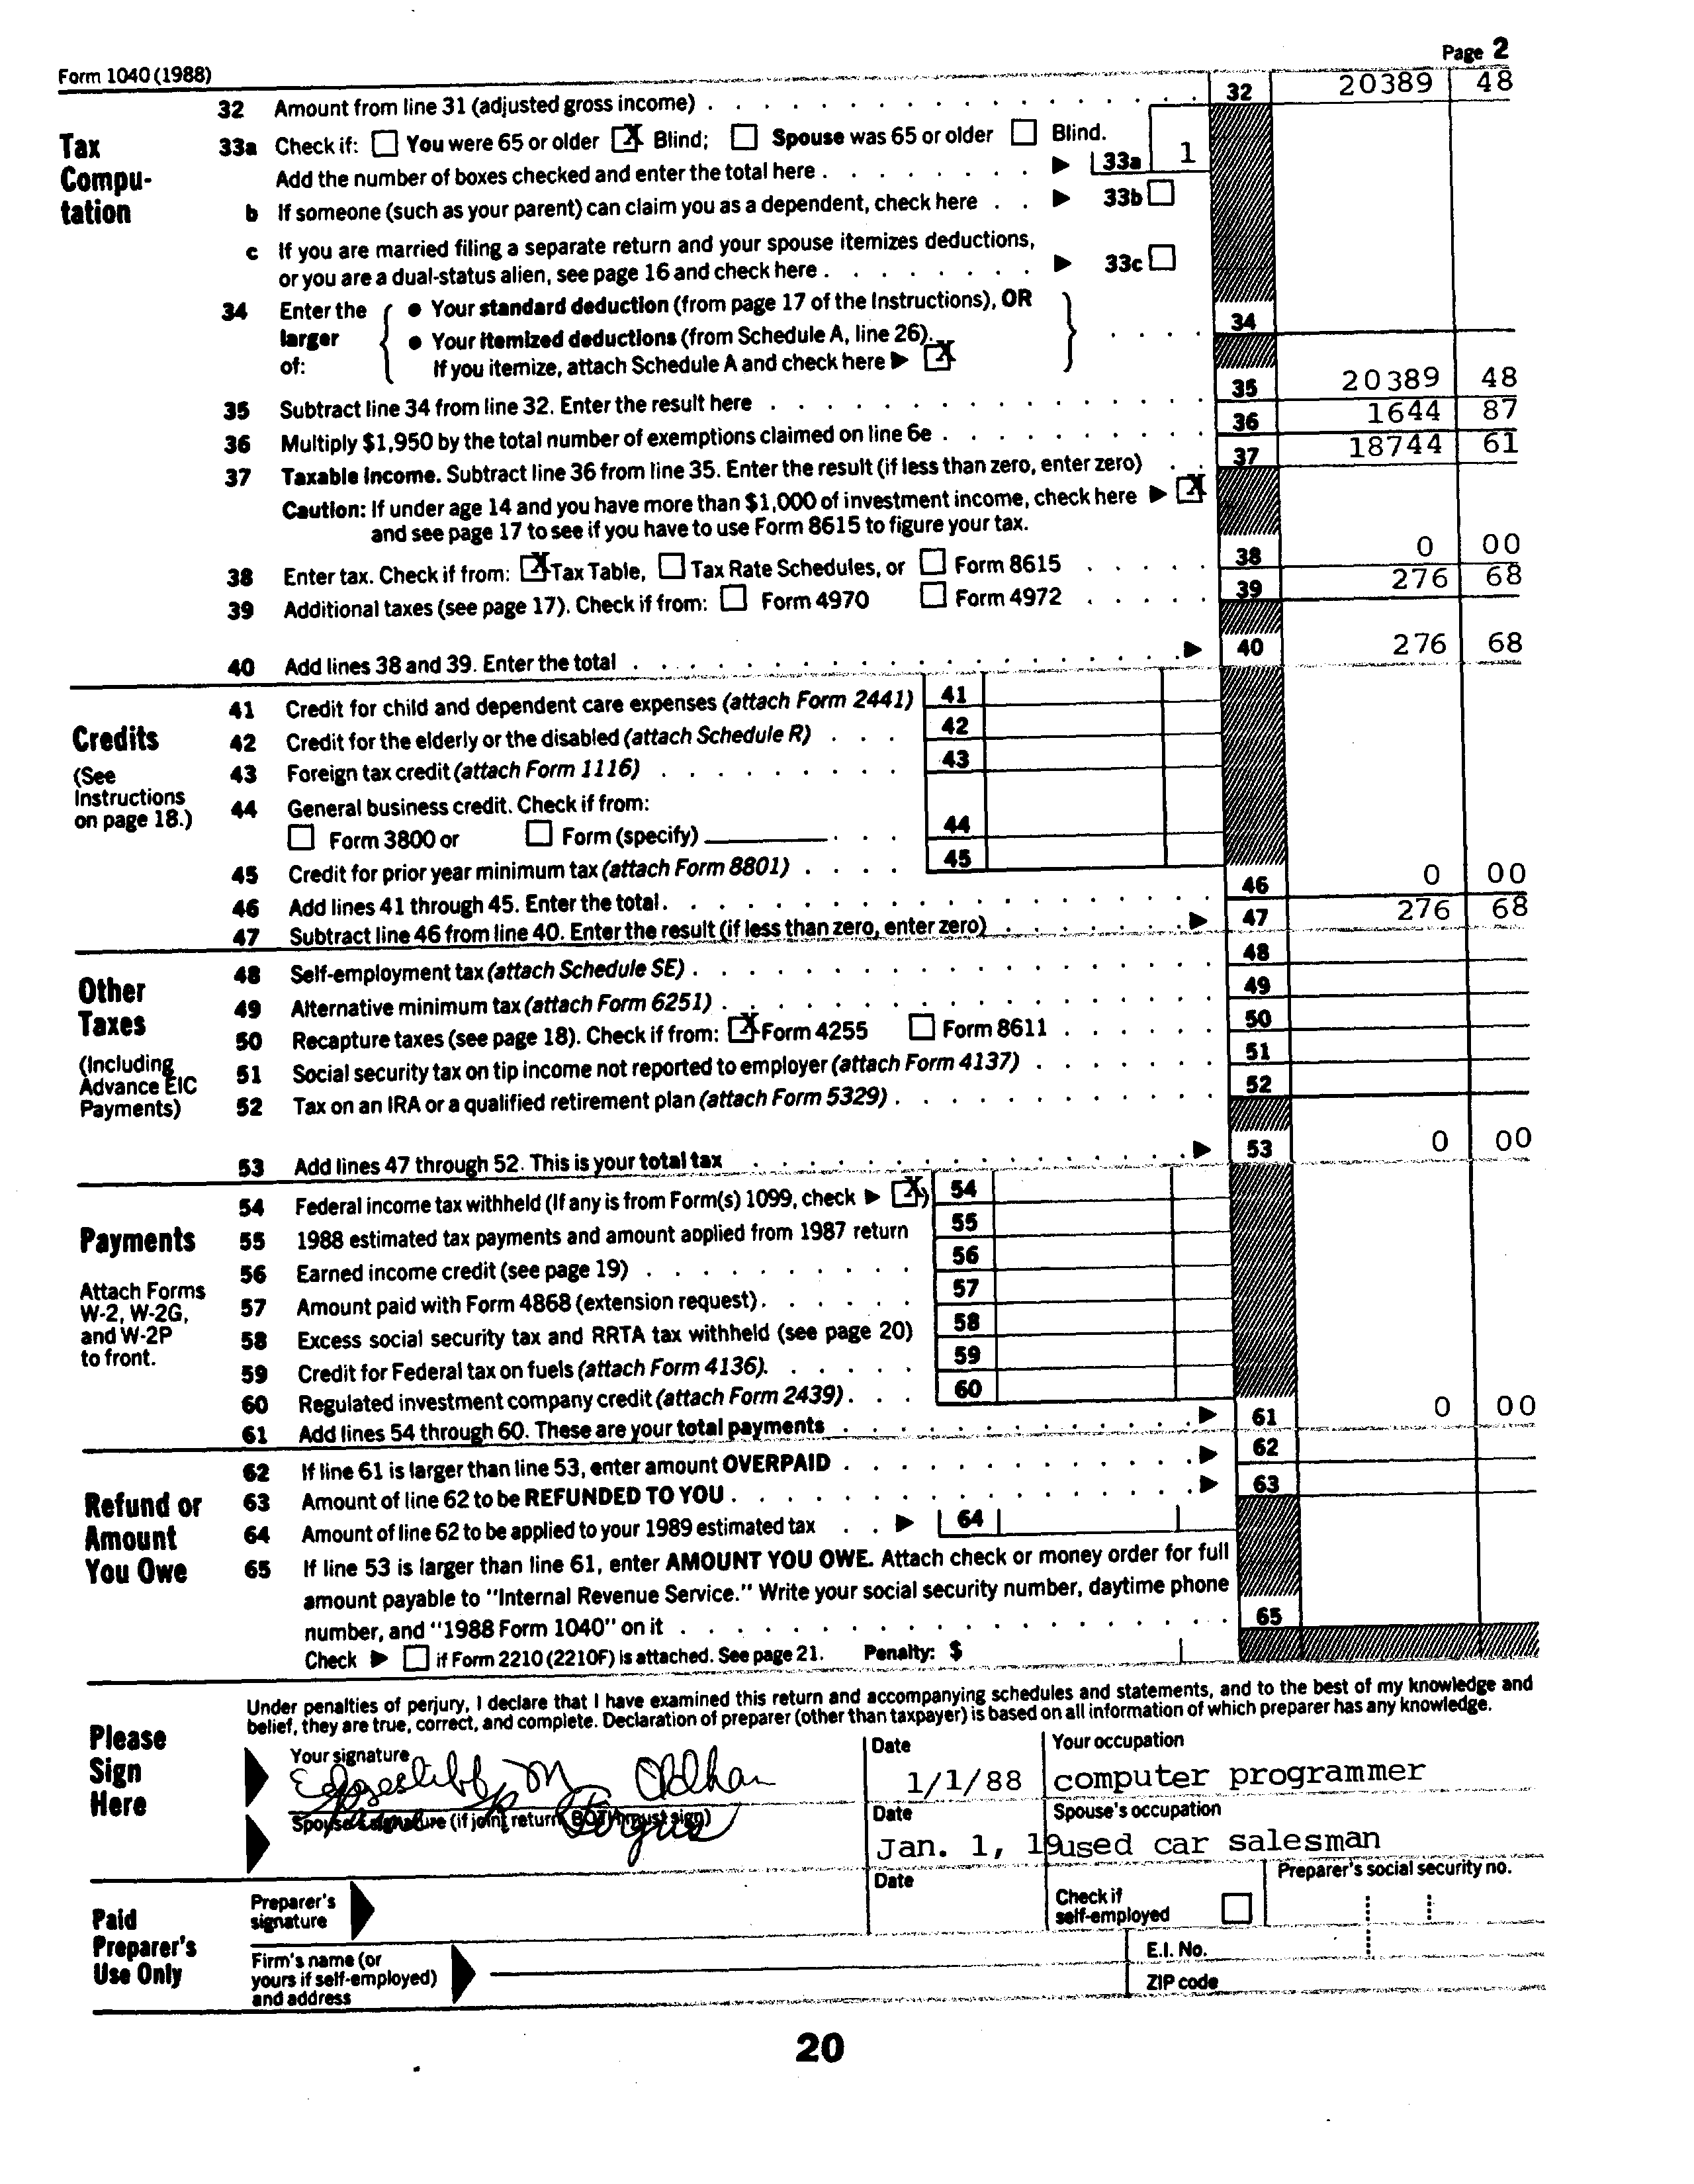 Form 1040 (1988) Page 2
32 Amount from line 31 (adjusted gross income) 32 20389 48
Tax Computation
33a Check if: You were 65 or older X Blind; Spouse was 65 or older Blind.
Add the number of boxes checked and enter the total here 33a 1
b If someone (such as your parent) can claim you as a dependent, check here 33b
c If you are married filing a separate return and your spouse itemizes deductions,
or you are a dual-status alien, see page 16 and check here 33c
34 Enter the larger of:
• Your standard deduction (from page 17 of the Instructions), OR
• Your itemized deductions (from Schedule A, line 26).
If you itemize, attach Schedule A and check here X 34
35 Subtract line 34 from line 32. Enter the result here 35 20389 48
36 Multiply $1,950 by the total number of exemptions claimed on line 6e 36 1644 87
37 Taxable income. Subtract line 36 from line 35. Enter the result (if less than zero, enter zero) 37 18744 61
Caution: If under age 14 and you have more than $1,000 of investment income, check here X
and see page 17 to see if you have to use Form 8615 to figure your tax.
38 Enter tax. Check if from: X Tax Table, Tax Rate Schedules, or Form 8615 38 0 00
39 Additional taxes (see page 17). Check if from: Form 4970 Form 4972 39 276 68
40 Add lines 38 and 39. Enter the total 40 276 68
Credits
(See Instructions on page 18.)
41 Credit for child and dependent care expenses (attach Form 2441) 41
42 Credit for the elderly or the disabled (attach Schedule R) 42
43 Foreign tax credit (attach Form 1116) 43
44 General business credit. Check if from:
Form 3800 or Form (specify) 44
45 Credit for prior year minimum tax (attach Form 8801) 45
46 Add lines 41 through 45. Enter the total. 46 0 00
47 Subtract line 46 from line 40. Enter the result (if less than zero, enter zero) 47 276 68
Other Taxes
(Including Advance EIC Payments)
48 Self-employment tax (attach Schedule SE) 48
49 Alternative minimum tax (attach Form 6251) 49
50 Recapture taxes (see page 18). Check if from: X Form 4255 Form 8611 50
51 Social security tax on tip income not reported to employer (attach Form 4137) 51
52 Tax on an IRA or a qualified retirement plan (attach Form 5329) 52
53 Add lines 47 through 52. This is your total tax 53 0 00
Payments
Attach Forms W-2, W-2G, and W-2P to front.
54 Federal income tax withheld (If any is from Form(s) 1099, check X) 54
55 1988 estimated tax payments and amount applied from 1987 return 55
56 Earned income credit (see page 19) 56
57 Amount paid with Form 4868 (extension request) 57
58 Excess social security tax and RRTA tax withheld (see page 20) 58
59 Credit for Federal tax on fuels (attach Form 4136). 59
60 Regulated investment company credit (attach Form 2439) 60
61 Add lines 54 through 60. These are your total payments 61 0 00
Refund or Amount You Owe
62 If line 61 is larger than line 53, enter amount OVERPAID 62
63 Amount of line 62 to be REFUNDED TO YOU 63
64 Amount of line 62 to be applied to your 1989 estimated tax 64
65 If line 53 is larger than line 61, enter AMOUNT YOU OWE. Attach check or money order for full
amount payable to "Internal Revenue Service." Write your social security number, daytime phone
number, and "1988 Form 1040" on it 65
Check if Form 2210 (2210F) is attached. See page 21. Penalty: $
Please Sign Here
Under penalties of perjury, I declare that I have examined this return and accompanying schedules and statements, and to the best of my knowledge and
belief, they are true, correct, and complete. Declaration of preparer (other than taxpayer) is based on all information of which preparer has any knowledge.
Your signature M Oldham Date 1/1/88 Your occupation computer programmer
Spouse's signature (if joint return, BOTH must sign) Date Jan. 1, 19 Spouse's occupation used car salesman
Paid Preparer's Use Only
Preparer's signature Date Check if self-employed Preparer's social security no.
Firm's name (or yours if self-employed) and address E.I. No.
ZIP code
20